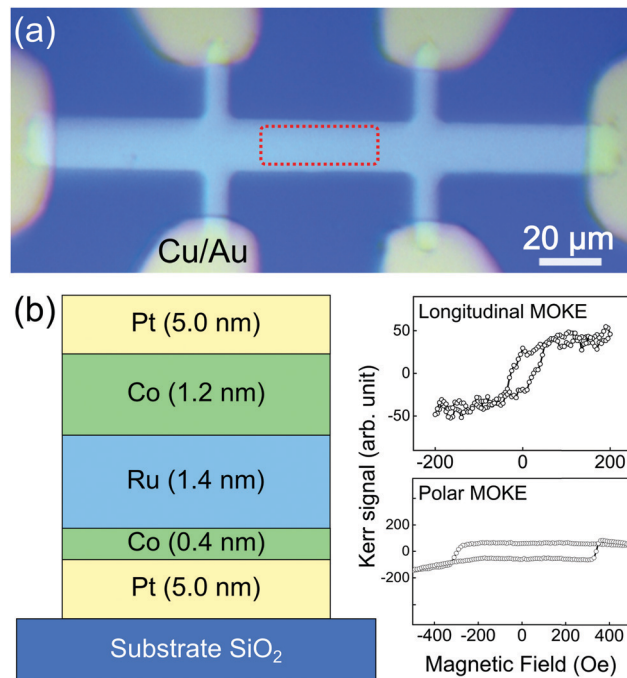 (a)
Cu/Au
20 μm
(b)
Pt (5.0 nm)
Co (1.2 nm)
Ru (1.4 nm)
Co (0.4 nm)
Pt (5.0 nm)
Substrate SiO₂
Kerr signal (arb. unit)
Longitudinal MOKE
50
0
-50
-200 0 200
Polar MOKE
200
0
-200
-400 -200 0 200 400
Magnetic Field (Oe)